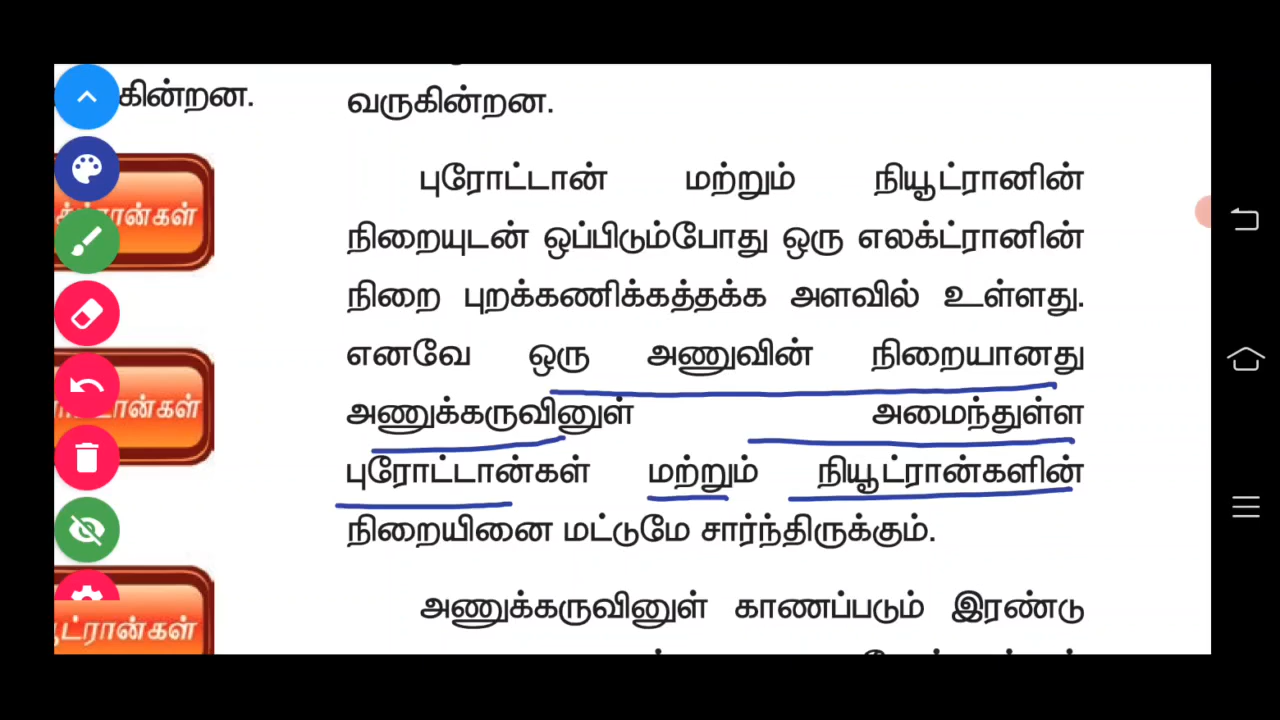 கின்றன.
வருகின்றன.
புரோட்டான் மற்றும் நியூட்ரானின்
நிறையுடன் ஒப்பிடும்போது ஒரு எலக்ட்ரானின்
நிறை புறக்கணிக்கத்தக்க அளவில் உள்ளது.
எனவே ஒரு அணுவின் நிறையானது
அணுக்கருவினுள் அமைந்துள்ள
புரோட்டான்கள் மற்றும் நியூட்ரான்களின்
நிறையினை மட்டுமே சார்ந்திருக்கும்.
அணுக்கருவினுள் காணப்படும் இரண்டு